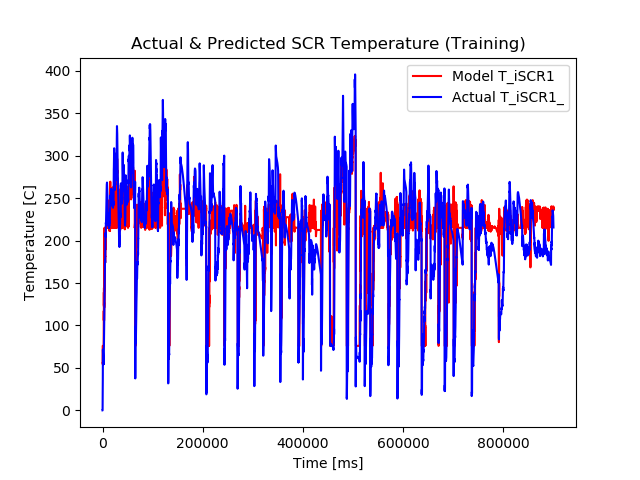 Actual & Predicted SCR Temperature (Training)
Model T_iSCR1
Actual T_iSCR1_
Temperature [C]
400
350
300
250
200
150
100
50
0
0 200000 400000 600000 800000
Time [ms]